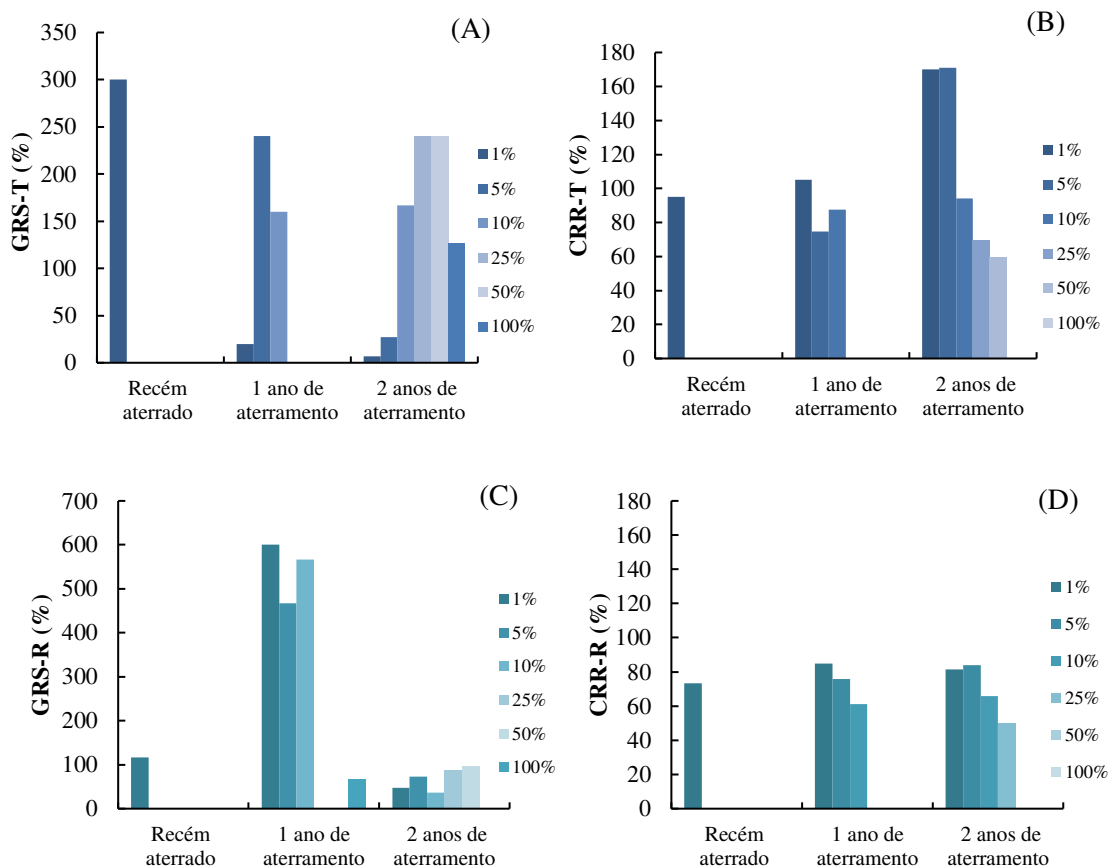 (A)
GRS-T (%)
350
300
250
200
150
100
50
0
Recém
aterrado
1 ano de
aterramento
2 anos de
aterramento
1%
5%
10%
25%
50%
100%
(B)
CRR-T (%)
180
160
140
120
100
80
60
40
20
0
Recém
aterrado
1 ano de
aterramento
2 anos de
aterramento
1%
5%
10%
25%
50%
100%
(C)
GRS-R (%)
700
600
500
400
300
200
100
0
Recém
aterrado
1 ano de
aterramento
2 anos de
aterramento
1%
5%
10%
25%
50%
100%
(D)
CRR-R (%)
180
160
140
120
100
80
60
40
20
0
Recém
aterrado
1 ano de
aterramento
2 anos de
aterramento
1%
5%
10%
25%
50%
100%